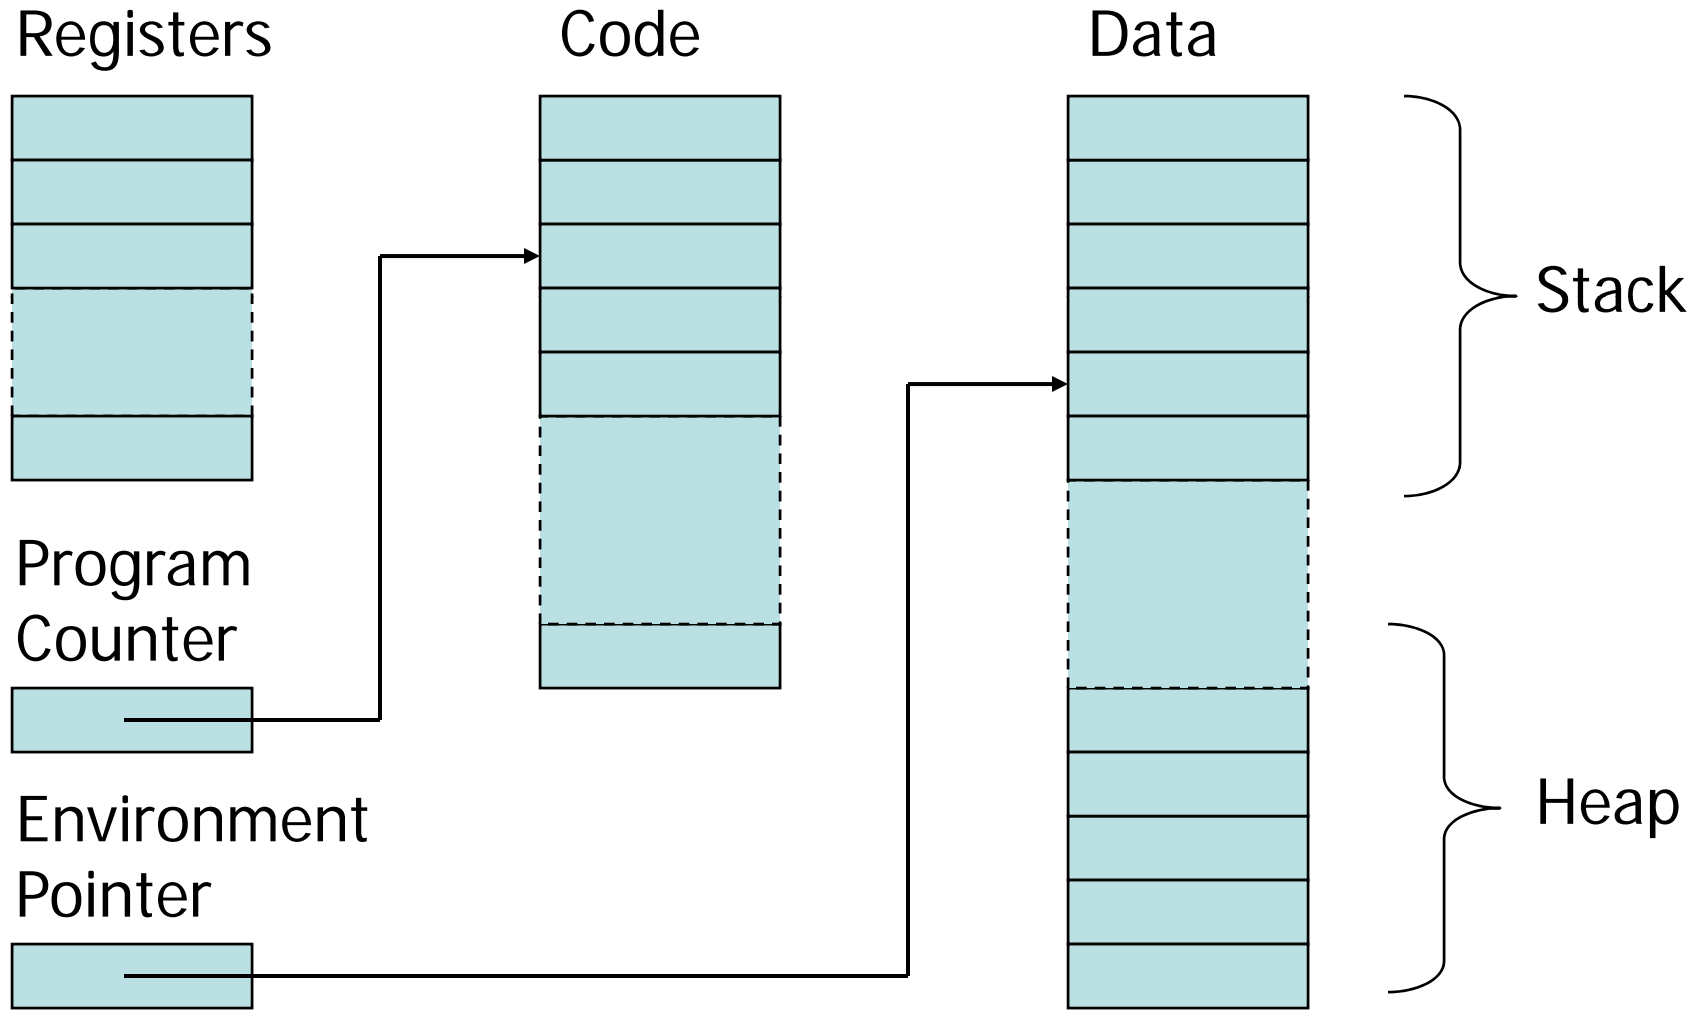 Registers
Code
Data
Stack
Program
Counter
Environment
Pointer
Heap